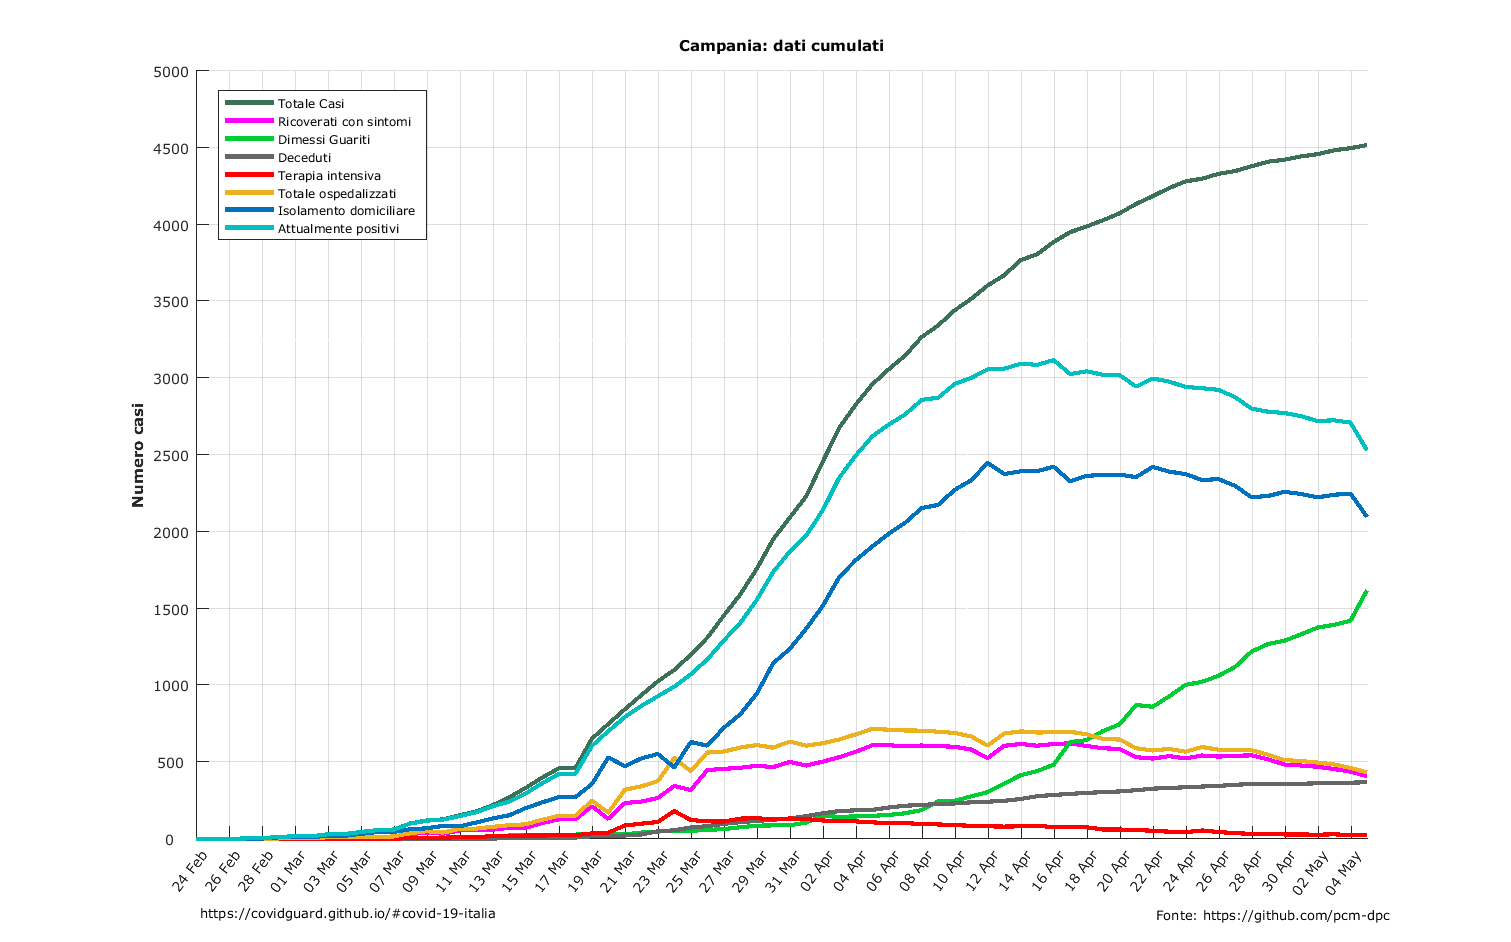 Campania: dati cumulati
5000
4500
4000
3500
3000
2500
2000
1500
1000
500
0
Numero casi
Totale Casi
Ricoverati con sintomi
Dimessi Guariti
Deceduti
Terapia intensiva
Totale ospedalizzati
Isolamento domiciliare
Attualmente positivi
24 Feb
26 Feb
28 Feb
01 Mar
03 Mar
05 Mar
07 Mar
09 Mar
11 Mar
13 Mar
15 Mar
17 Mar
19 Mar
21 Mar
23 Mar
25 Mar
27 Mar
29 Mar
31 Mar
02 Apr
04 Apr
06 Apr
08 Apr
10 Apr
12 Apr
14 Apr
16 Apr
18 Apr
20 Apr
22 Apr
24 Apr
26 Apr
28 Apr
30 Apr
02 May
04 May
https://covidguard.github.io/#covid-19-italia
Fonte: https://github.com/pcm-dpc